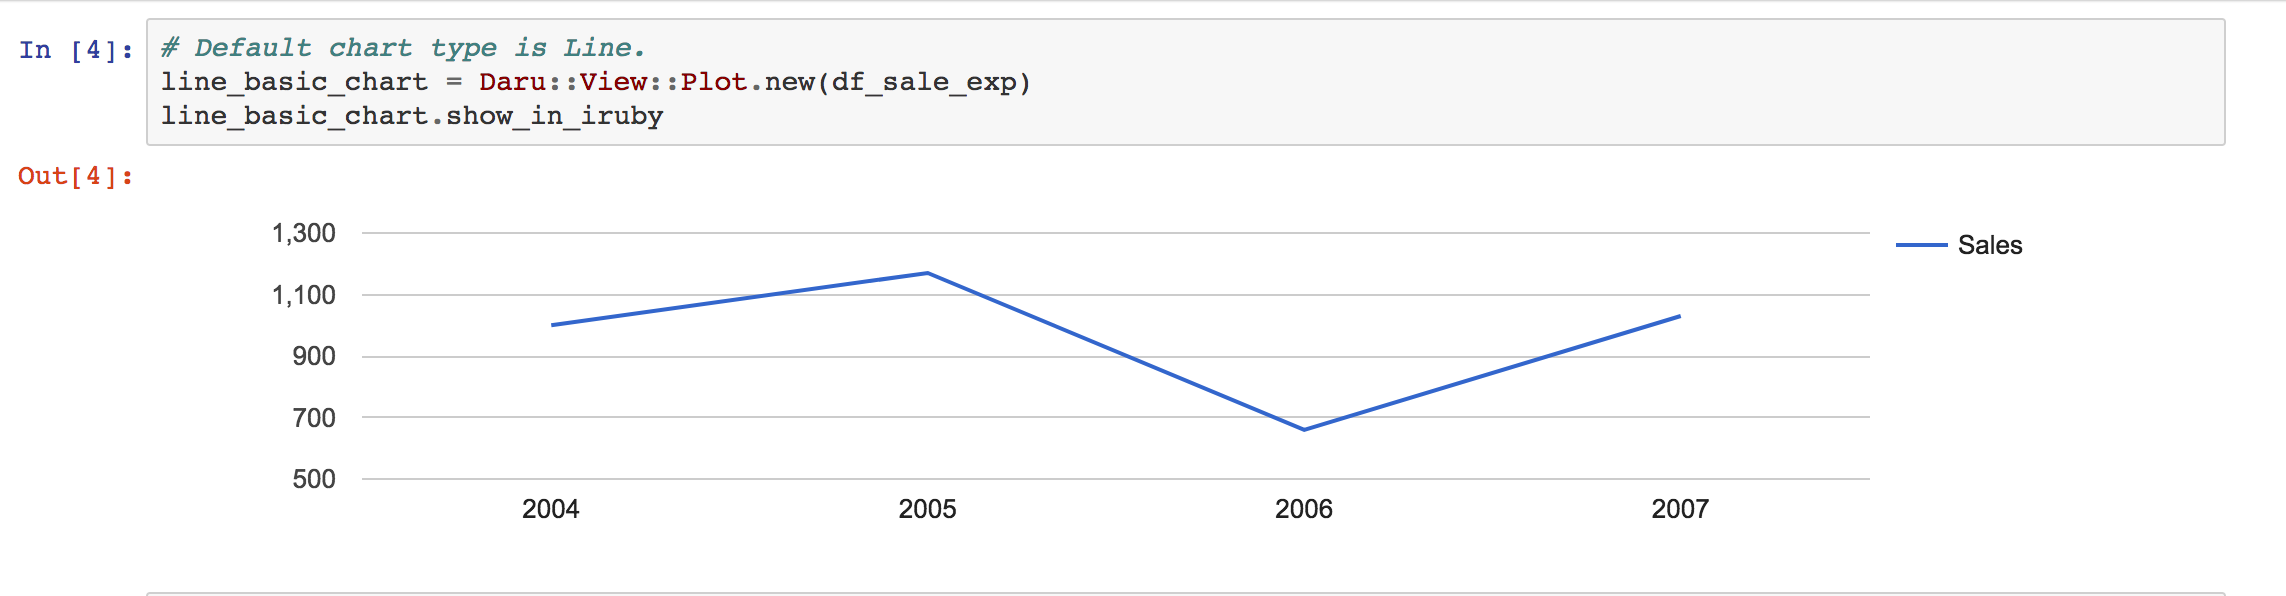 In [4]:
# Default chart type is Line.
line_basic_chart = Daru::View::Plot.new(df_sale_exp)
line_basic_chart.show_in_iruby
Out[4]:
1,300
1,100
900
700
500
2004 2005 2006 2007
Sales